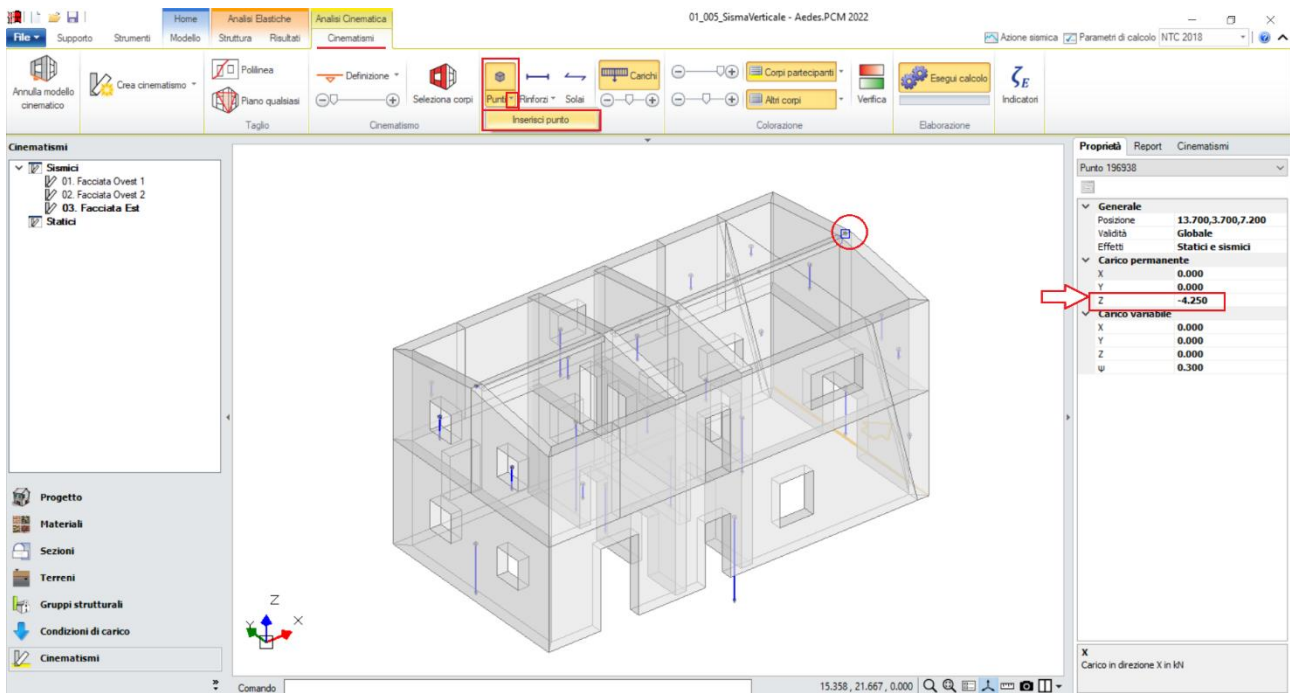 01_005_SismaVerticale - Aedes.PCM 2022
Home
Analisi Elastiche
Analisi Cinematica
File
Supporto
Strumenti
Modello
Struttura
Risultati
Cinematismi
Azione sismica
Parametri di calcolo
NTC 2018
Annulla modello
cinematico
Crea cinematismo
Polilinea
Piano qualsiasi
Taglio
Definizione
Cinematismo
Seleziona corpi
Punti
Rinforzi
Solai
Carichi
Inserisci punto
Corpi partecipanti
Altri corpi
Colorazione
Verifica
Esegui calcolo
Elaborazione
ζE
Indicatori
Cinematismi
Sismici
01. Facciata Ovest 1
02. Facciata Ovest 2
03. Facciata Est
Statici
Progetto
Materiali
Sezioni
Terreni
Gruppi strutturali
Condizioni di carico
Cinematismi
Z
Y
X
Comando
15.358 , 21.667 , 0.000
Proprietà
Report
Cinematismi
Punto 196938
Generale
Posizione 13.700,3.700,7.200
Validità Globale
Effetti Statici e sismici
Carico permanente
X 0.000
Y 0.000
Z -4.250
Carico variabile
X 0.000
Y 0.000
Z 0.000
ψ 0.300
X
Carico in direzione X in kN